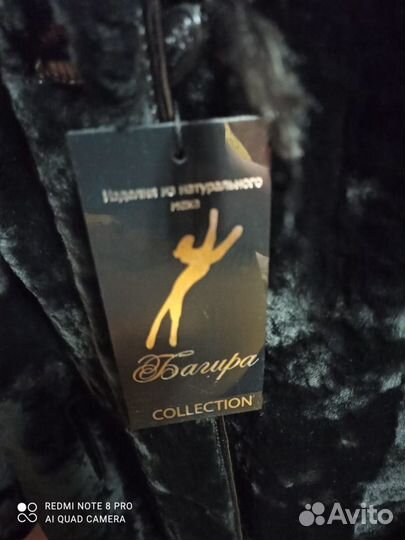 Изделия из натурального
меха
Багира
COLLECTION
REDMI NOTE 8 PRO
AI QUAD CAMERA
Avito